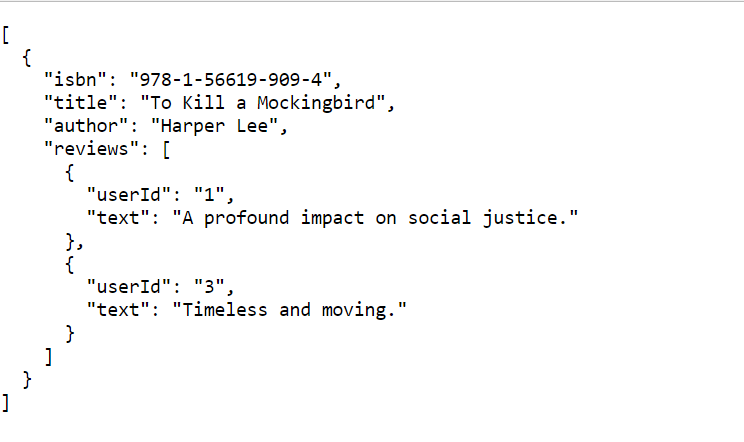 [
  {
    "isbn": "978-1-56619-909-4",
    "title": "To Kill a Mockingbird",
    "author": "Harper Lee",
    "reviews": [
      {
        "userId": "1",
        "text": "A profound impact on social justice."
      },
      {
        "userId": "3",
        "text": "Timeless and moving."
      }
    ]
  }
]